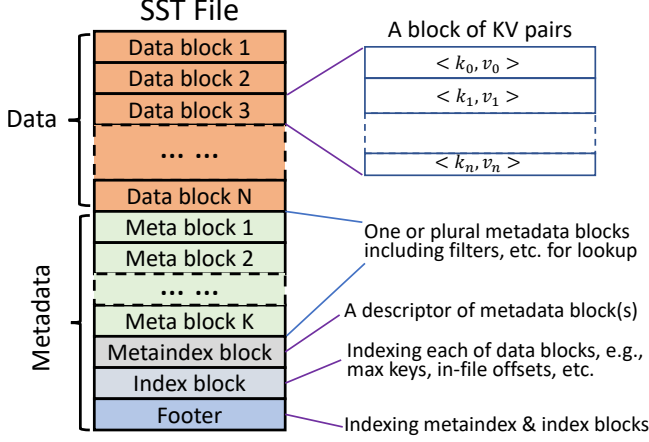 SST File
Data block 1
Data block 2
Data block 3
... ...
Data block N
Meta block 1
Meta block 2
... ...
Meta block K
Metaindex block
Index block
Footer
Data
Metadata
A block of KV pairs
< k₀, v₀ >
< k₁, v₁ >
< kₙ, vₙ >
One or plural metadata blocks
including filters, etc. for lookup
A descriptor of metadata block(s)
Indexing each of data blocks, e.g.,
max keys, in-file offsets, etc.
Indexing metaindex & index blocks